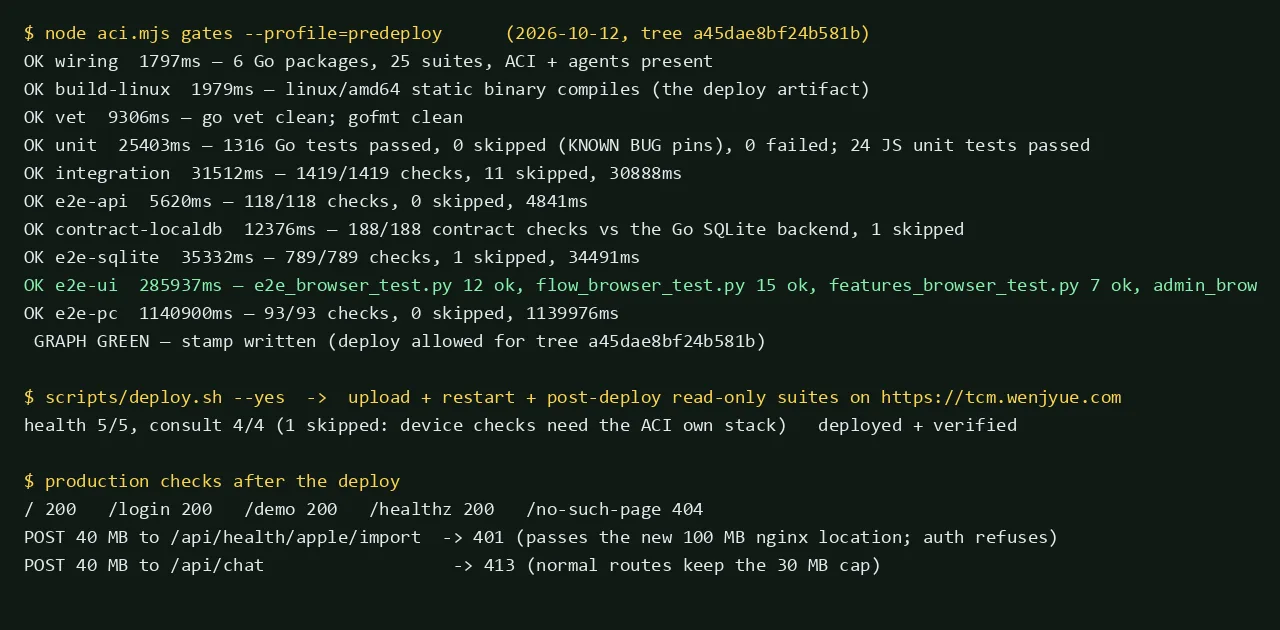 $ node aci.mjs gates --profile=predeploy      (2026-10-12, tree a45dae8bf24b581b)
OK wiring  1797ms — 6 Go packages, 25 suites, ACI + agents present
OK build-linux  1979ms — linux/amd64 static binary compiles (the deploy artifact)
OK vet  9306ms — go vet clean; gofmt clean
OK unit  25403ms — 1316 Go tests passed, 0 skipped (KNOWN BUG pins), 0 failed; 24 JS unit tests passed
OK integration  31512ms — 1419/1419 checks, 11 skipped, 30888ms
OK e2e-api  5620ms — 118/118 checks, 0 skipped, 4841ms
OK contract-localdb  12376ms — 188/188 contract checks vs the Go SQLite backend, 1 skipped
OK e2e-sqlite  35332ms — 789/789 checks, 1 skipped, 34491ms
OK e2e-ui  285937ms — e2e_browser_test.py 12 ok, flow_browser_test.py 15 ok, features_browser_test.py 7 ok, admin_brow
OK e2e-pc  1140900ms — 93/93 checks, 0 skipped, 1139976ms
GRAPH GREEN — stamp written (deploy allowed for tree a45dae8bf24b581b)
$ scripts/deploy.sh --yes  ->  upload + restart + post-deploy read-only suites on https://tcm.wenjyue.com
health 5/5, consult 4/4 (1 skipped: device checks need the ACI own stack)   deployed + verified
$ production checks after the deploy
/ 200   /login 200   /demo 200   /healthz 200   /no-such-page 404
POST 40 MB to /api/health/apple/import  -> 401 (passes the new 100 MB nginx location; auth refuses)
POST 40 MB to /api/chat                  -> 413 (normal routes keep the 30 MB cap)